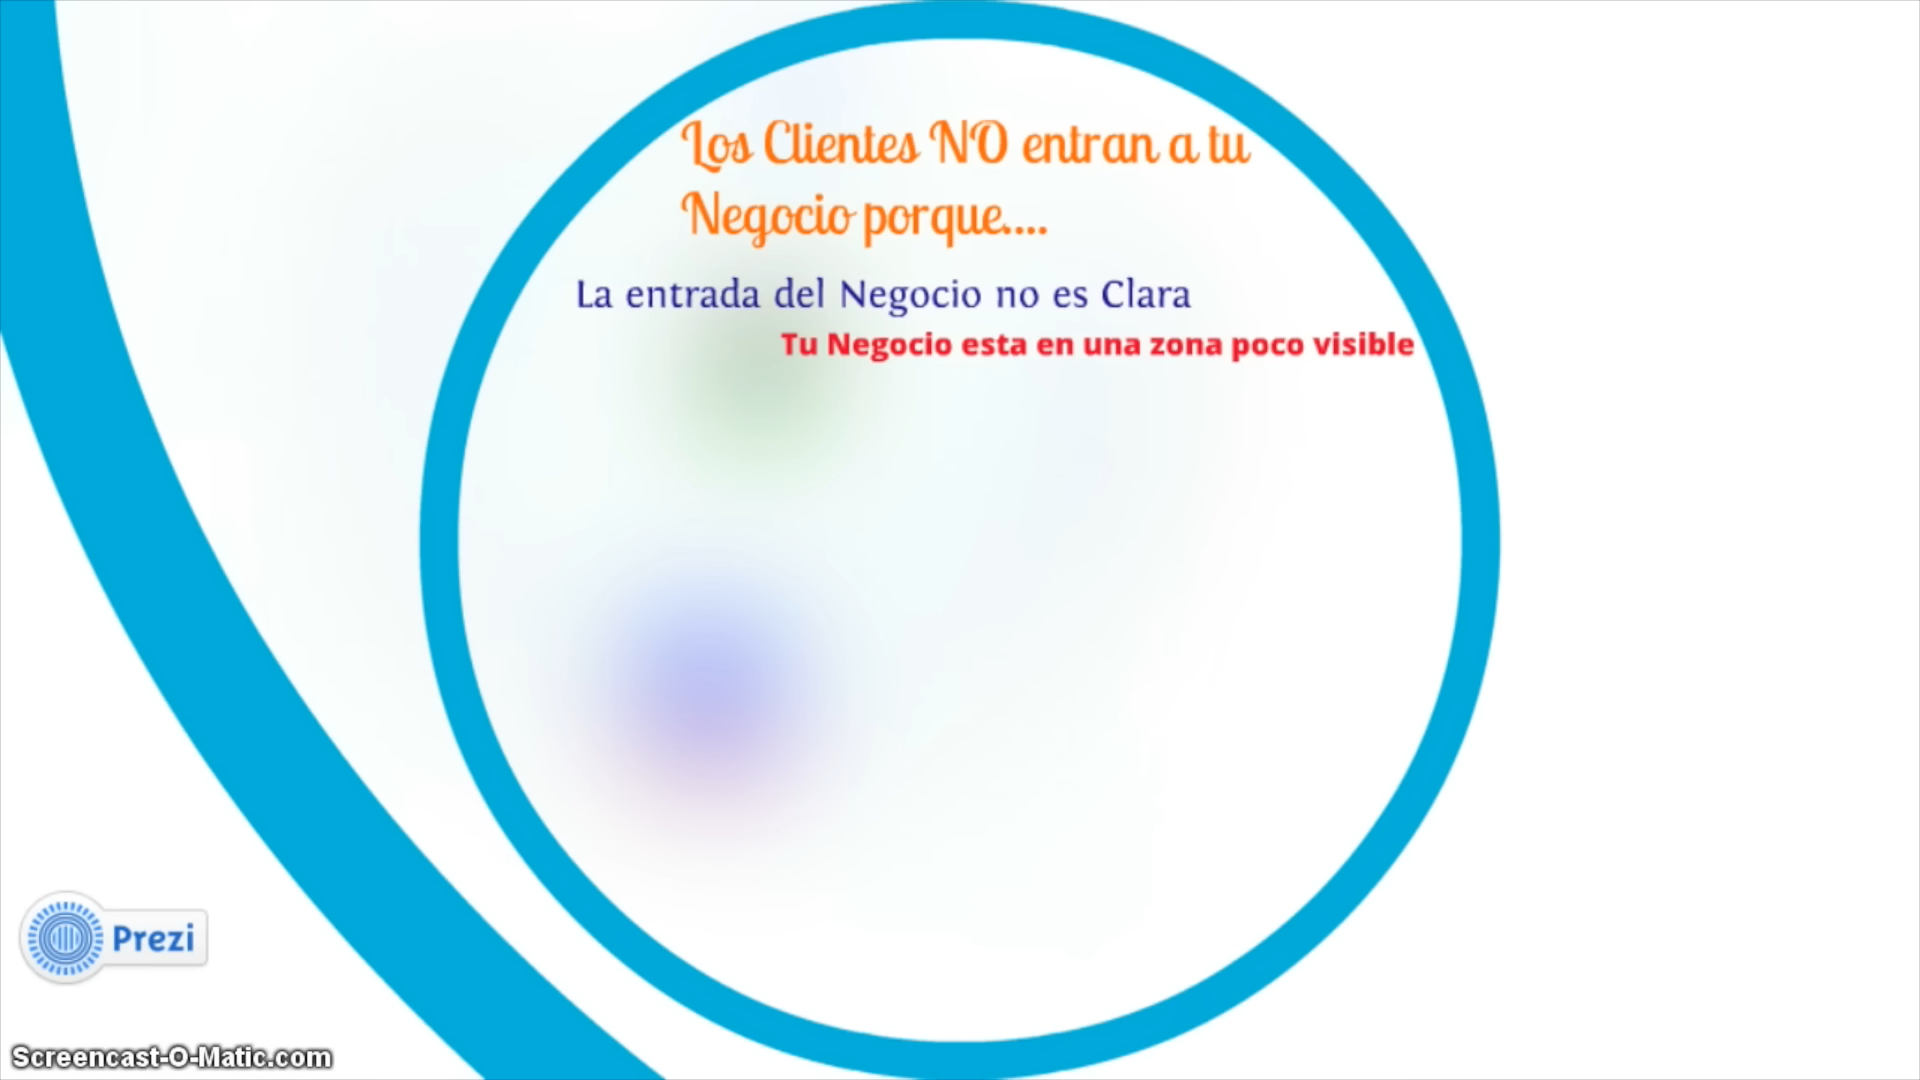 Los Clientes NO entran a tu
Negocio porque....
La entrada del Negocio no es Clara
Tu Negocio esta en una zona poco visible
Prezi
Screencast-O-Matic.com